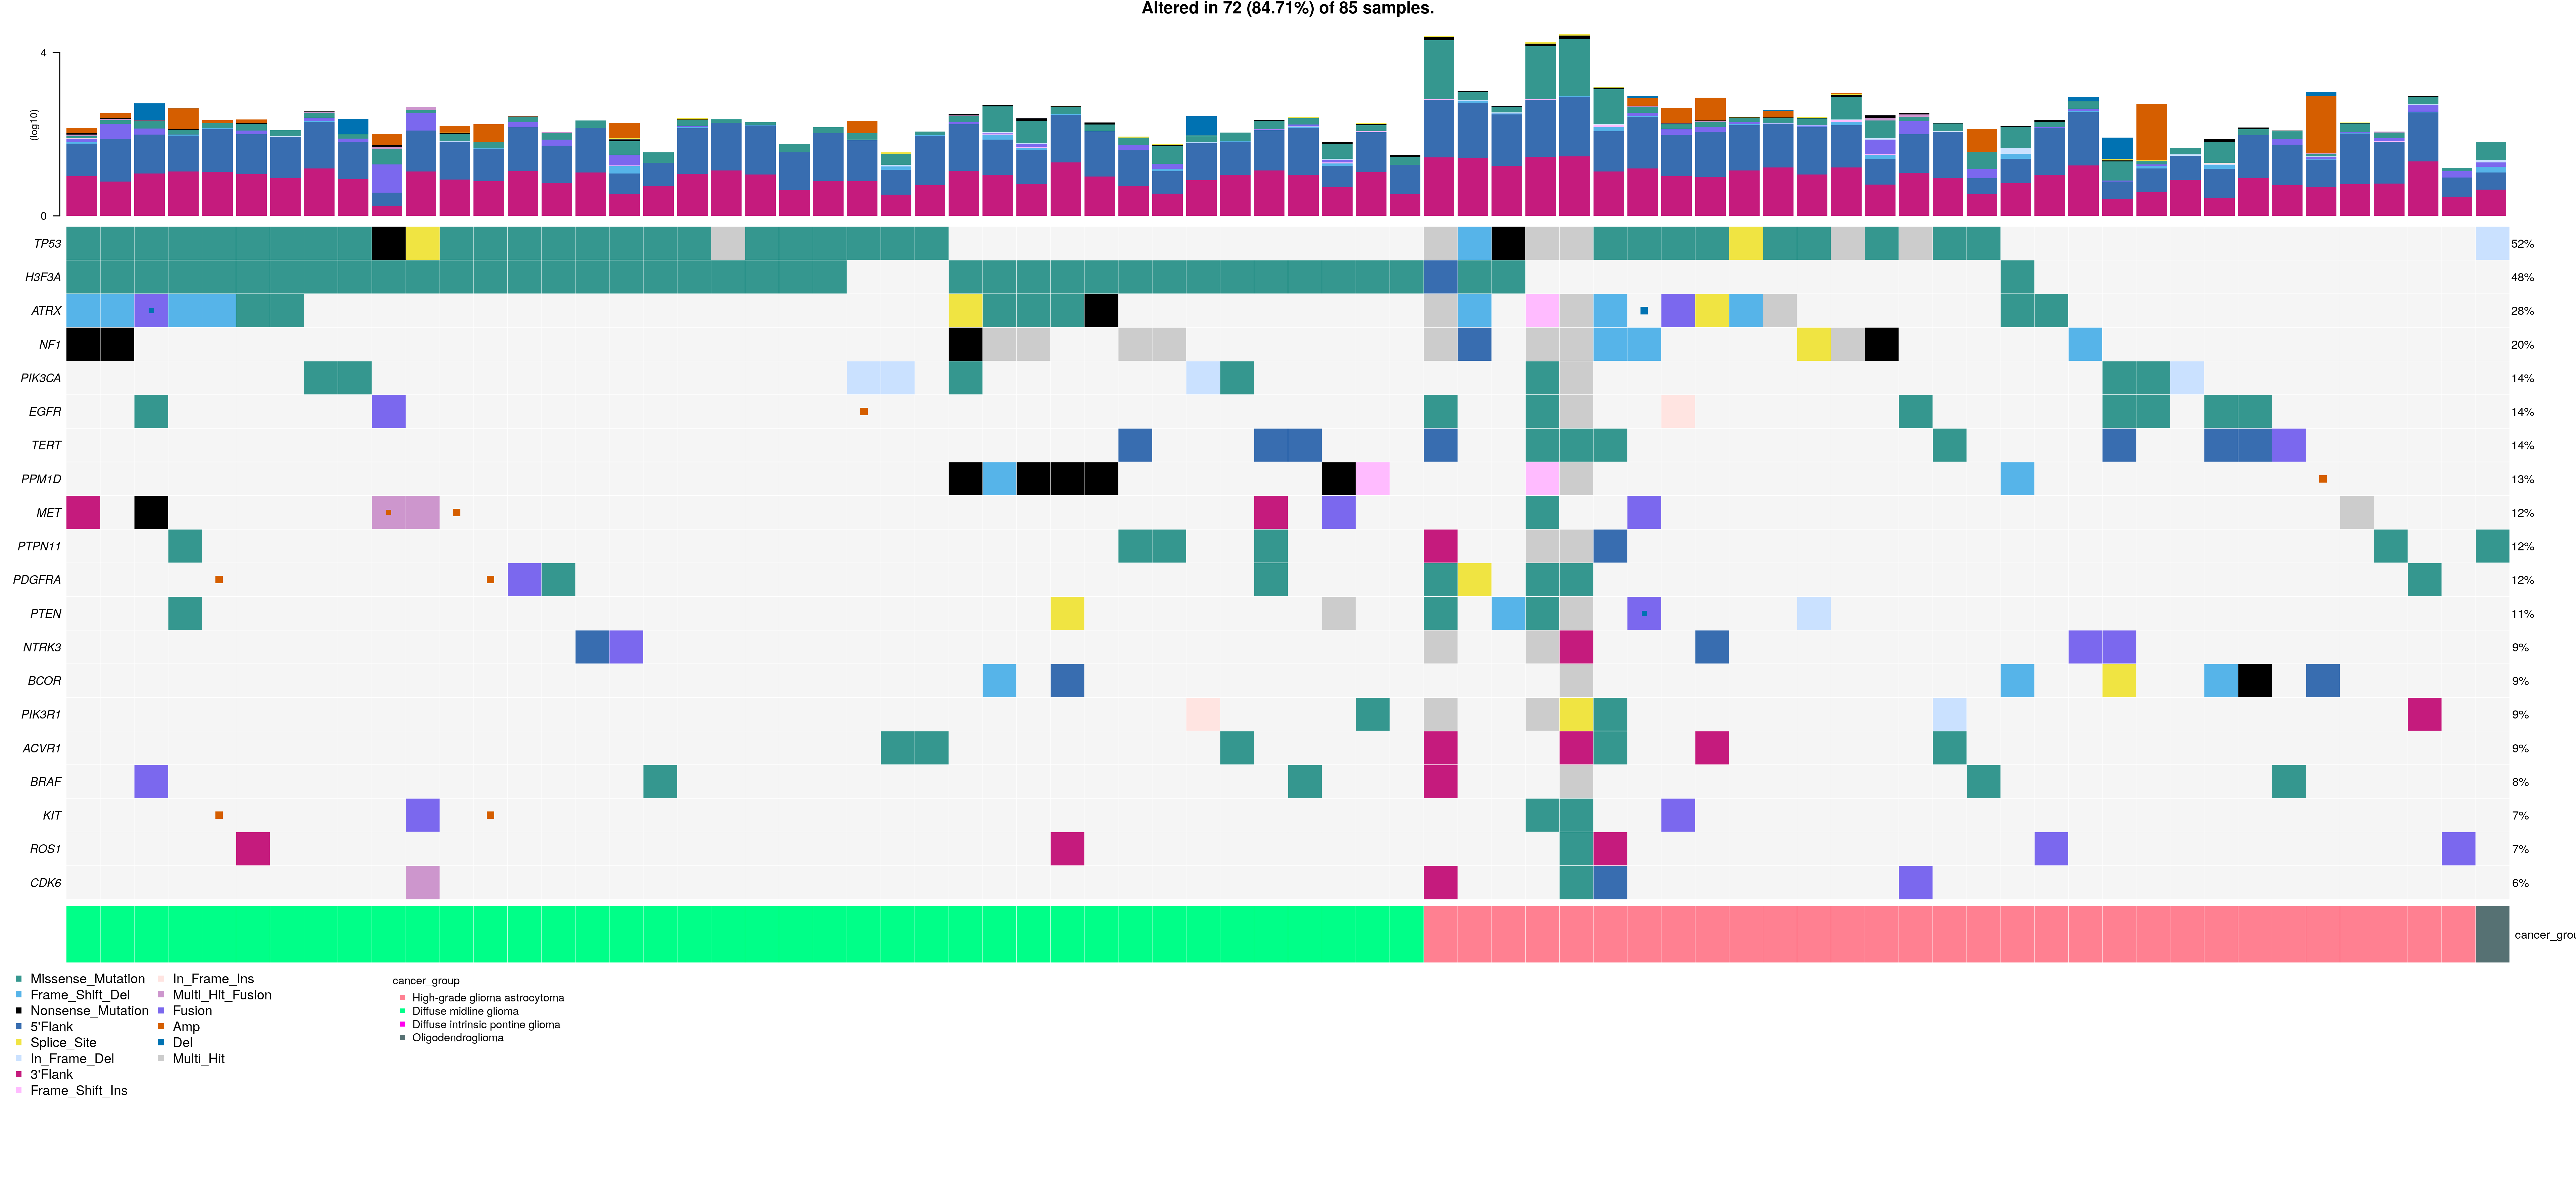 Altered in 72 (84.71%) of 85 samples.
4
(log10)
0
TP53 52%
H3F3A 48%
ATRX 28%
NF1 20%
PIK3CA 14%
EGFR 14%
TERT 14%
PPM1D 13%
MET 12%
PTPN11 12%
PDGFRA 12%
PTEN 11%
NTRK3 9%
BCOR 9%
PIK3R1 9%
ACVR1 9%
BRAF 8%
KIT 7%
ROS1 7%
CDK6 6%
cancer_grou
Missense_Mutation
Frame_Shift_Del
Nonsense_Mutation
5'Flank
Splice_Site
In_Frame_Del
3'Flank
Frame_Shift_Ins
In_Frame_Ins
Multi_Hit_Fusion
Fusion
Amp
Del
Multi_Hit
cancer_group
High-grade glioma astrocytoma
Diffuse midline glioma
Diffuse intrinsic pontine glioma
Oligodendroglioma